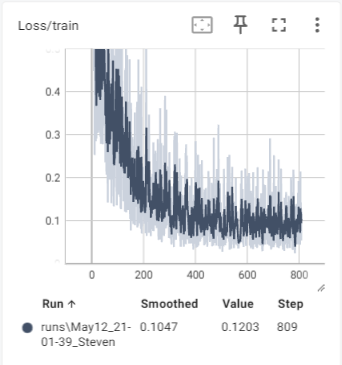 Loss/train
0.4
0.3
0.2
0.1
0 200 400 600 800
Run ↑ Smoothed Value Step
runs\May12_21- 0.1047 0.1203 809
01-39_Steven